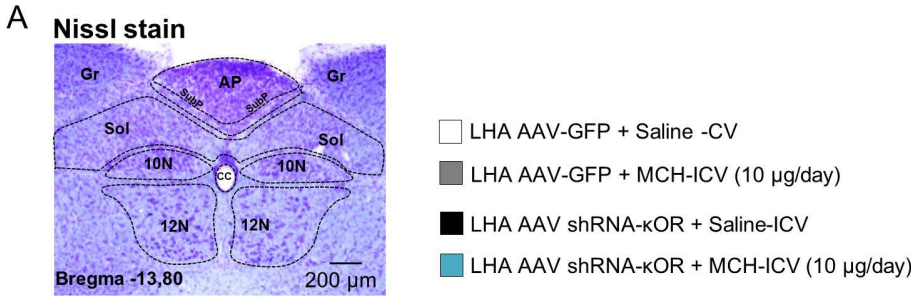 A
Nissl stain
Gr
AP
Gr
SubP
SubP
Sol
Sol
10N
10N
CC
12N
12N
Bregma -13,80
200 µm
LHA AAV-GFP + Saline -CV
LHA AAV-GFP + MCH-ICV (10 µg/day)
LHA AAV shRNA-κOR + Saline-ICV
LHA AAV shRNA-κOR + MCH-ICV (10 µg/day)